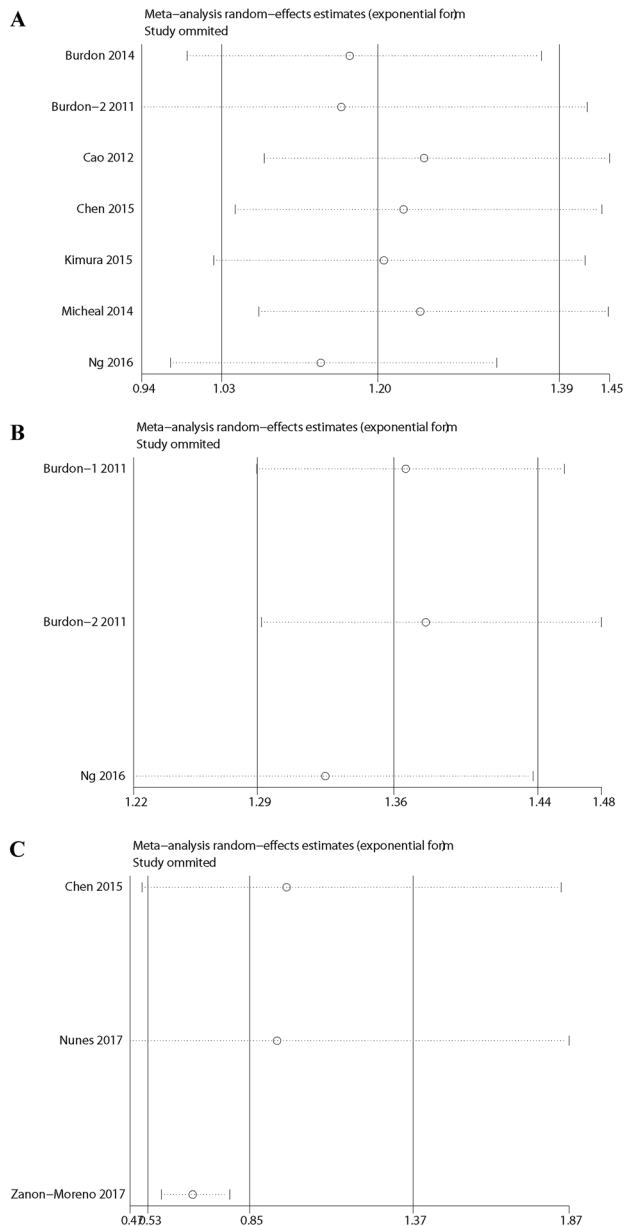 A
Meta−analysis random−effects estimates (exponential form)
Study ommited
Burdon 2014
Burdon−2 2011
Cao 2012
Chen 2015
Kimura 2015
Micheal 2014
Ng 2016
0.94 1.03 1.20 1.39 1.45
B
Meta−analysis random−effects estimates (exponential form)
Study ommited
Burdon−1 2011
Burdon−2 2011
Ng 2016
1.22 1.29 1.36 1.44 1.48
C
Meta−analysis random−effects estimates (exponential form)
Study ommited
Chen 2015
Nunes 2017
Zanon−Moreno 2017
0.47 0.53 0.85 1.37 1.87